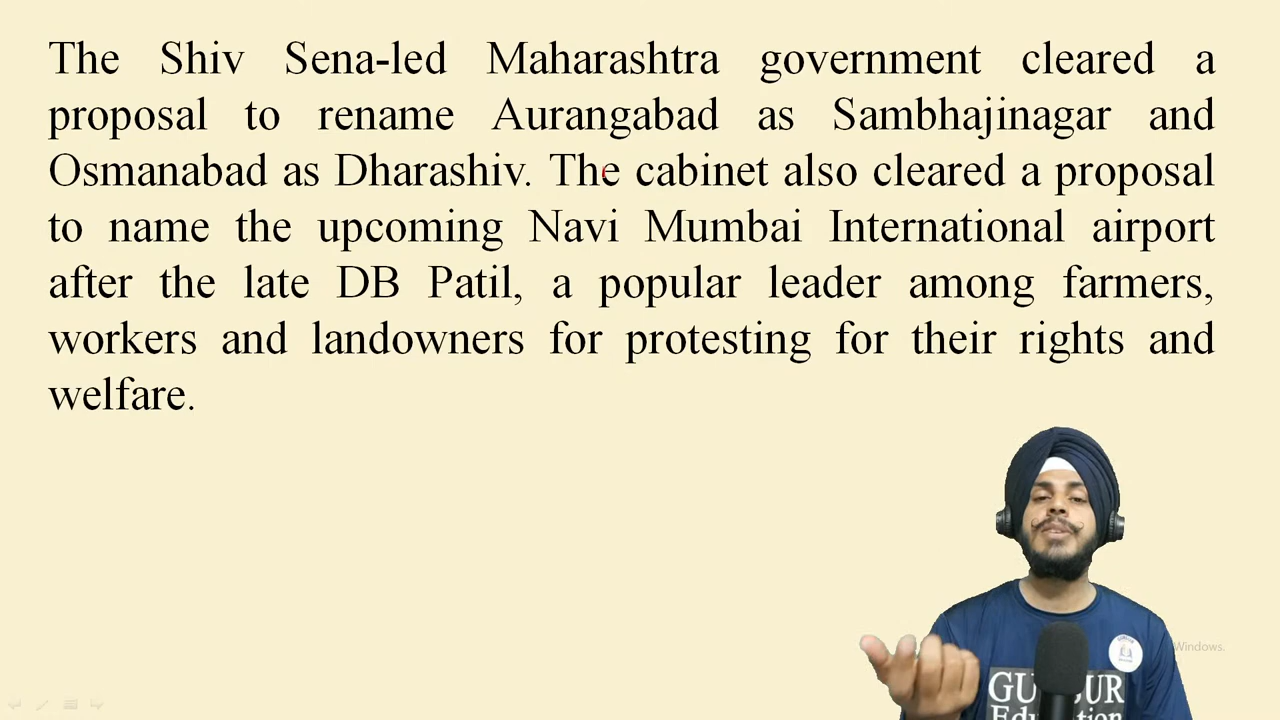 The Shiv Sena-led Maharashtra government cleared a
proposal to rename Aurangabad as Sambhajinagar and
Osmanabad as Dharashiv. The cabinet also cleared a proposal
to name the upcoming Navi Mumbai International airport
after the late DB Patil, a popular leader among farmers,
workers and landowners for protesting for their rights and
welfare.
Windows.